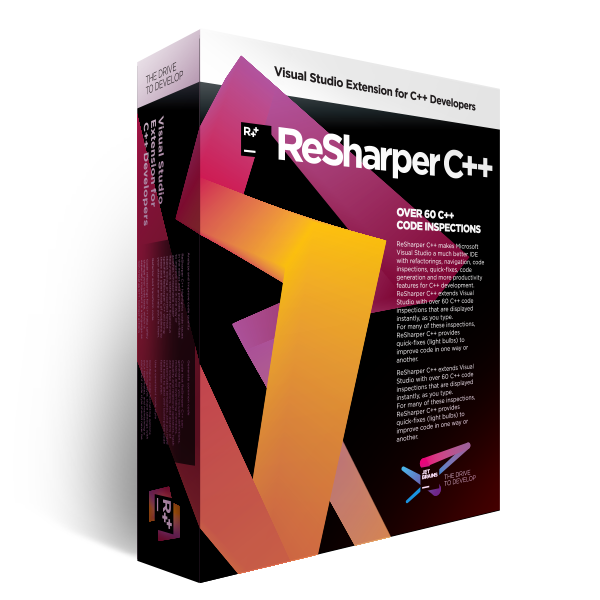 THE DRIVE
TO DEVELOP
Visual Studio
Extension for
C++ Developers
R++
Visual Studio Extension for C++ Developers
R++
ReSharper C++
OVER 60 C++
CODE INSPECTIONS
ReSharper C++ makes Microsoft
Visual Studio a much better IDE
with refactorings, navigation, code
inspections, quick-fixes, code
generation and more productivity
features for C++ development.
ReSharper C++ extends Visual
Studio with over 60 C++ code
inspections that are displayed
instantly, as you type.
For many of these inspections,
ReSharper C++ provides
quick-fixes (light bulbs) to
improve code in one way or
another.
ReSharper C++ extends Visual
Studio with over 60 C++ code
inspections that are displayed
instantly, as you type.
For many of these inspections,
ReSharper C++ provides
quick-fixes (light bulbs) to
improve code in one way or
another.
JET
BRAINS
THE DRIVE
TO DEVELOP